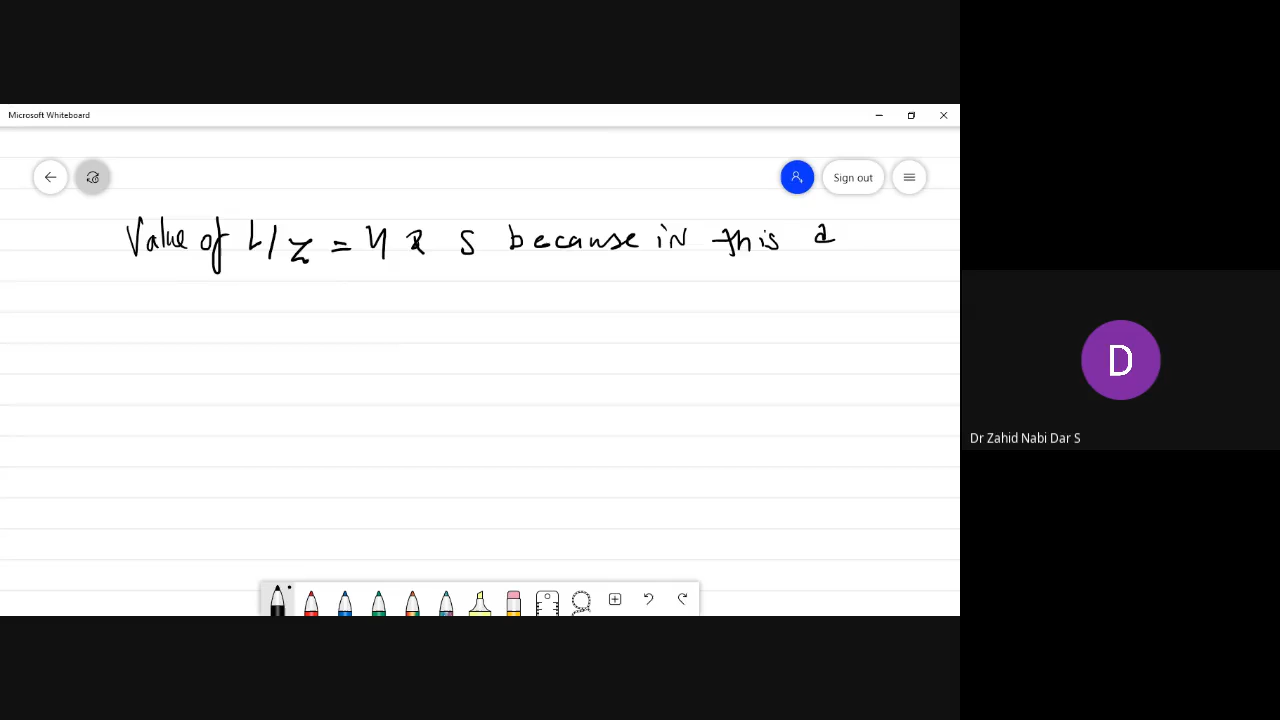 Microsoft Whiteboard
Sign out
Value of L/Z = 4 & 5 because in this a
D
Dr Zahid Nabi Dar S